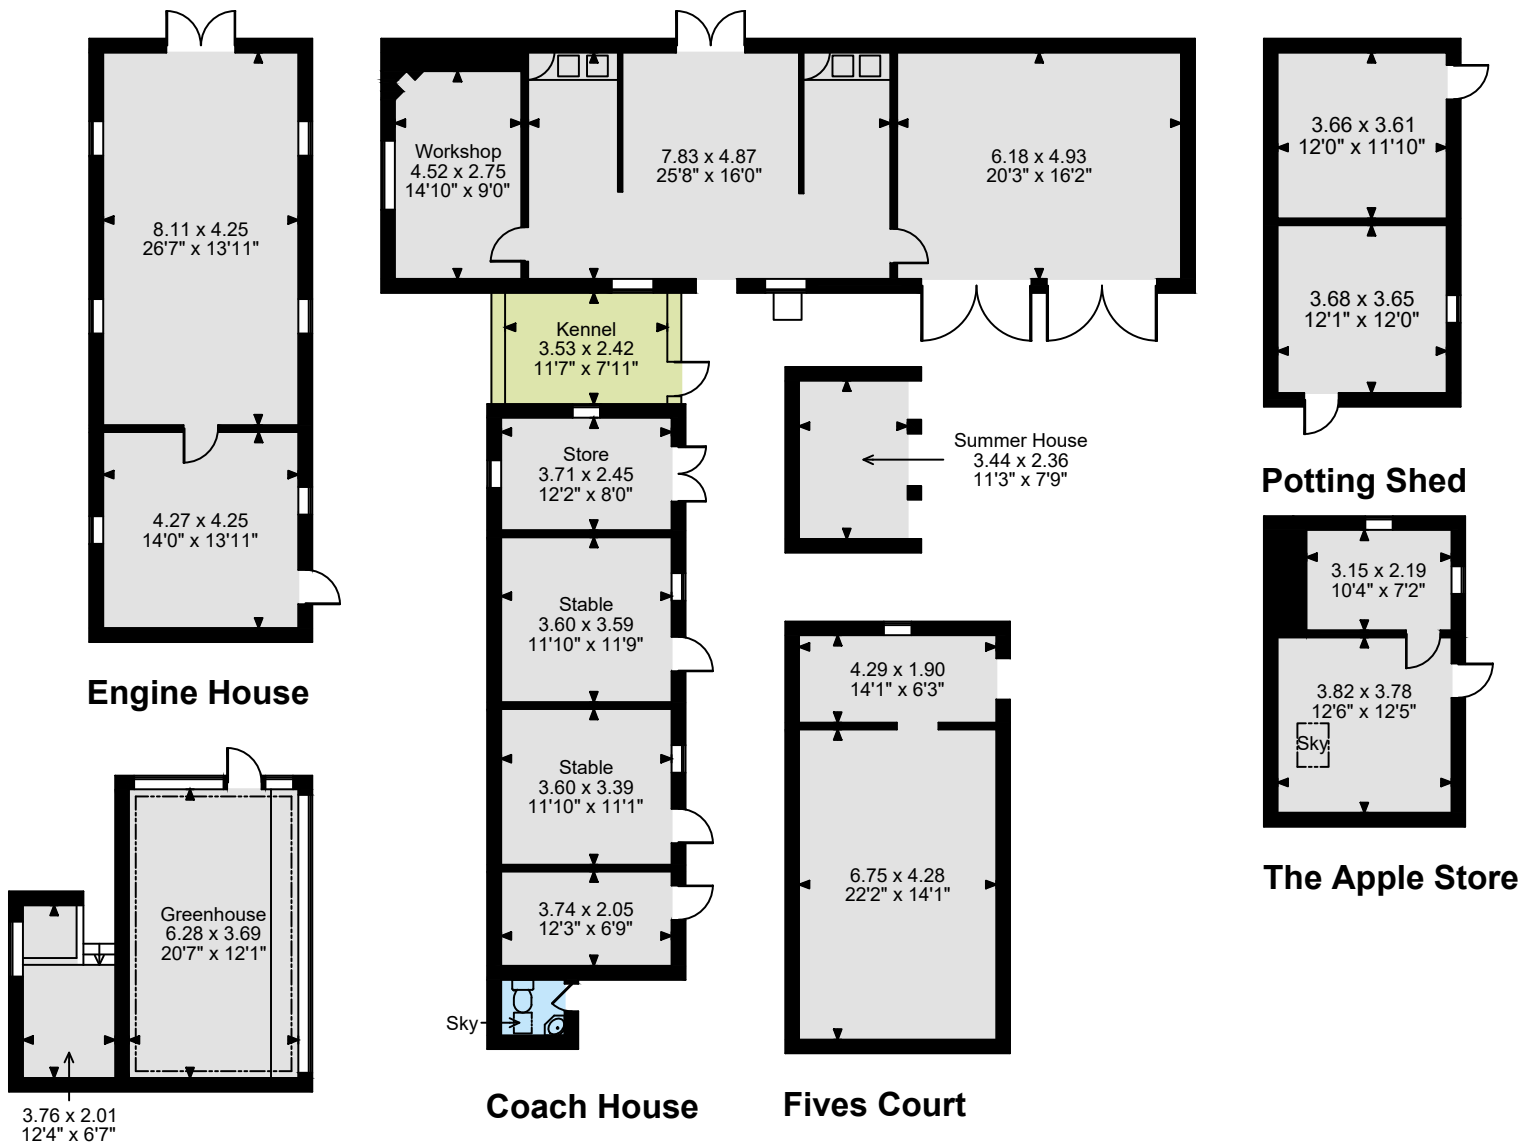 8.11 x 4.25
26'7" x 13'11"
4.27 x 4.25
14'0" x 13'11"
Engine House
Workshop
4.52 x 2.75
14'10" x 9'0"
7.83 x 4.87
25'8" x 16'0"
6.18 x 4.93
20'3" x 16'2"
Kennel
3.53 x 2.42
11'7" x 7'11"
Store
3.71 x 2.45
12'2" x 8'0"
Stable
3.60 x 3.59
11'10" x 11'9"
Stable
3.60 x 3.39
11'10" x 11'1"
3.74 x 2.05
12'3" x 6'9"
Sky
Coach House
Summer House
3.44 x 2.36
11'3" x 7'9"
4.29 x 1.90
14'1" x 6'3"
6.75 x 4.28
22'2" x 14'1"
Fives Court
3.66 x 3.61
12'0" x 11'10"
3.68 x 3.65
12'1" x 12'0"
Potting Shed
3.15 x 2.19
10'4" x 7'2"
3.82 x 3.78
12'6" x 12'5"
Sky
The Apple Store
Greenhouse
6.28 x 3.69
20'7" x 12'1"
3.76 x 2.01
12'4" x 6'7"